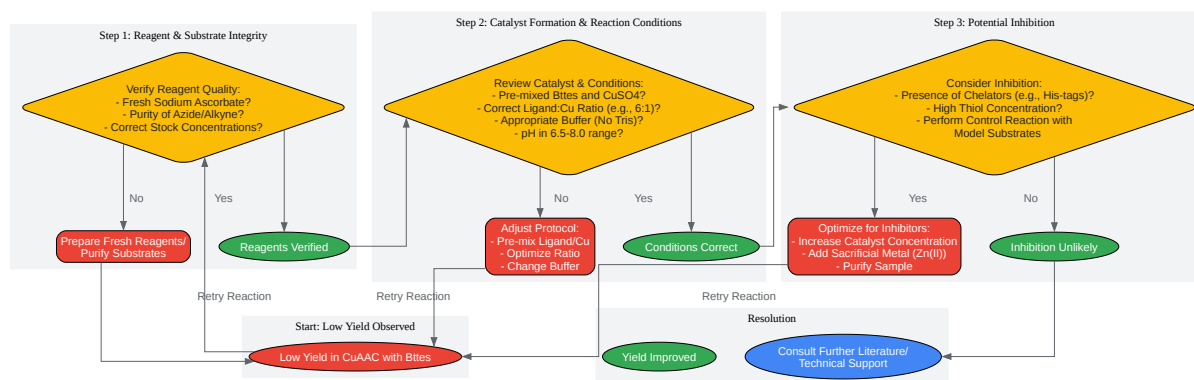 Step 1: Reagent & Substrate Integrity
Verify Reagent Quality:
- Fresh Sodium Ascorbate?
- Purity of Azide/Alkyne?
- Correct Stock Concentrations?
No
Yes
Prepare Fresh Reagents/
Purify Substrates
Reagents Verified
Step 2: Catalyst Formation & Reaction Conditions
Review Catalyst & Conditions:
- Pre-mixed Bttes and CuSO4?
- Correct Ligand:Cu Ratio (e.g., 6:1)?
- Appropriate Buffer (No Tris)?
- pH in 6.5-8.0 range?
No
Yes
Adjust Protocol:
- Pre-mix Ligand/Cu
- Optimize Ratio
- Change Buffer
Conditions Correct
Step 3: Potential Inhibition
Consider Inhibition:
- Presence of Chelators (e.g., His-tags)?
- High Thiol Concentration?
- Perform Control Reaction with
Model Substrates
Yes
No
Optimize for Inhibitors:
- Increase Catalyst Concentration
- Add Sacrificial Metal (Zn(II))
- Purify Sample
Inhibition Unlikely
Retry Reaction
Retry Reaction
Retry Reaction
Start: Low Yield Observed
Low Yield in CuAAC with Bttes
Resolution
Yield Improved
Consult Further Literature/
Technical Support